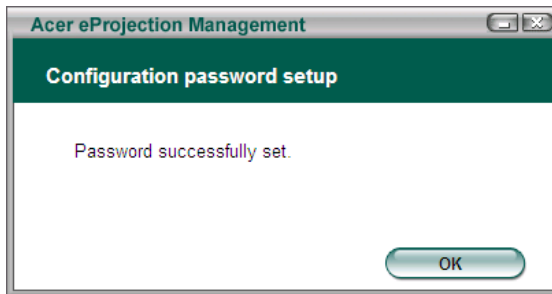 Acer eProjection Management
Configuration password setup
Password successfully set.
OK